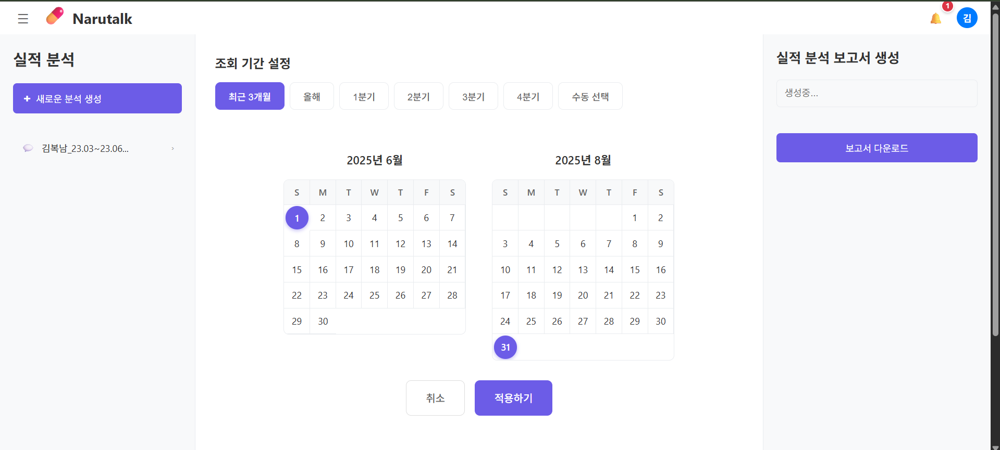 ☰ Narutalk
1
김
실적 분석
+ 새로운 분석 생성
김복남_23.03~23.06... ›
조회 기간 설정
최근 3개월 올해 1분기 2분기 3분기 4분기 수동 선택
2025년 6월
S M T W T F S
1 2 3 4 5 6 7
8 9 10 11 12 13 14
15 16 17 18 19 20 21
22 23 24 25 26 27 28
29 30
2025년 8월
S M T W T F S
1 2
3 4 5 6 7 8 9
10 11 12 13 14 15 16
17 18 19 20 21 22 23
24 25 26 27 28 29 30
31
취소 적용하기
실적 분석 보고서 생성
생성중...
보고서 다운로드